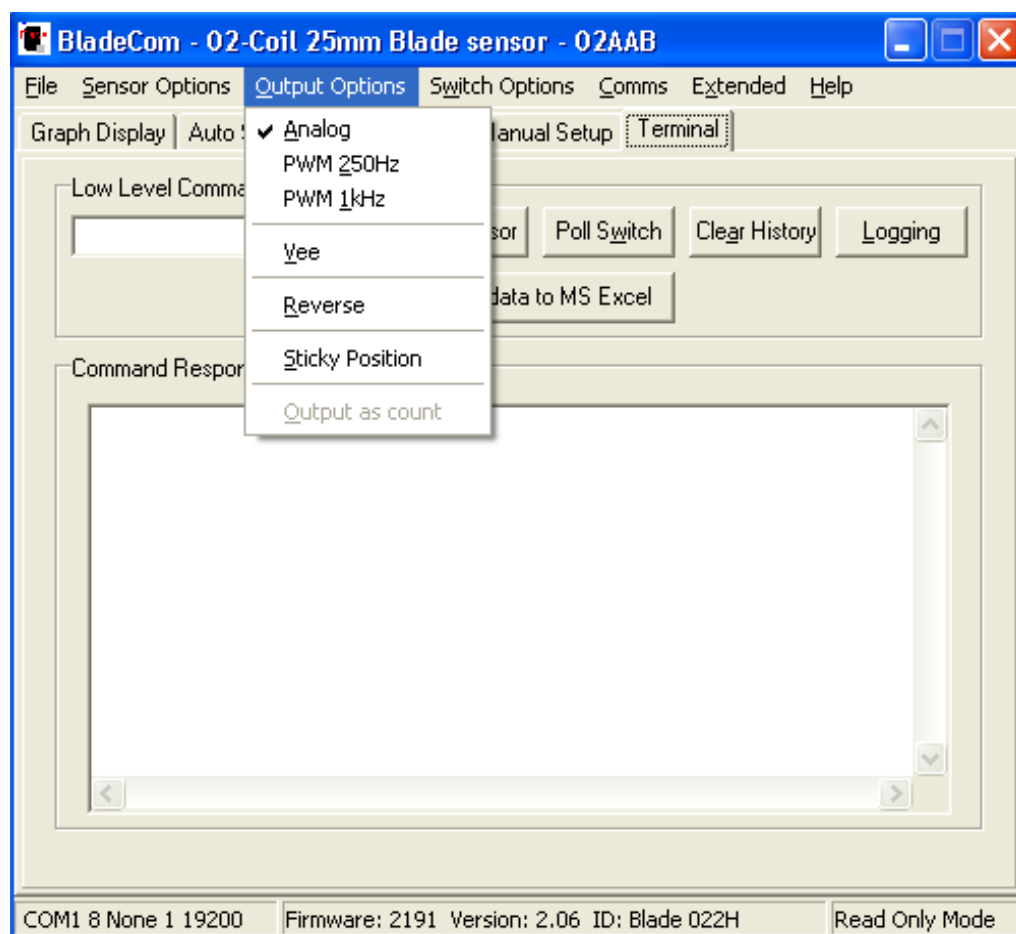 BladeCom - 02-Coil 25mm Blade sensor - 02AAB
File Sensor Options Output Options Switch Options Comms Extended Help
Graph Display Auto Manual Setup Terminal
Analog
PWM 250Hz
PWM 1kHz
Vee
Reverse
Sticky Position
Output as count
Low Level Comma
sor Poll Switch Clear History Logging
data to MS Excel
Command Respon
COM1 8 None 1 19200 Firmware: 2191 Version: 2.06 ID: Blade 022H Read Only Mode